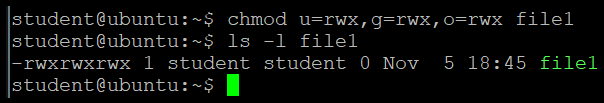 student@ubuntu:~$ chmod u=rwx,g=rwx,o=rwx file1
student@ubuntu:~$ ls -l file1
-rwxrwxrwx 1 student student 0 Nov  5 18:45 file1
student@ubuntu:~$